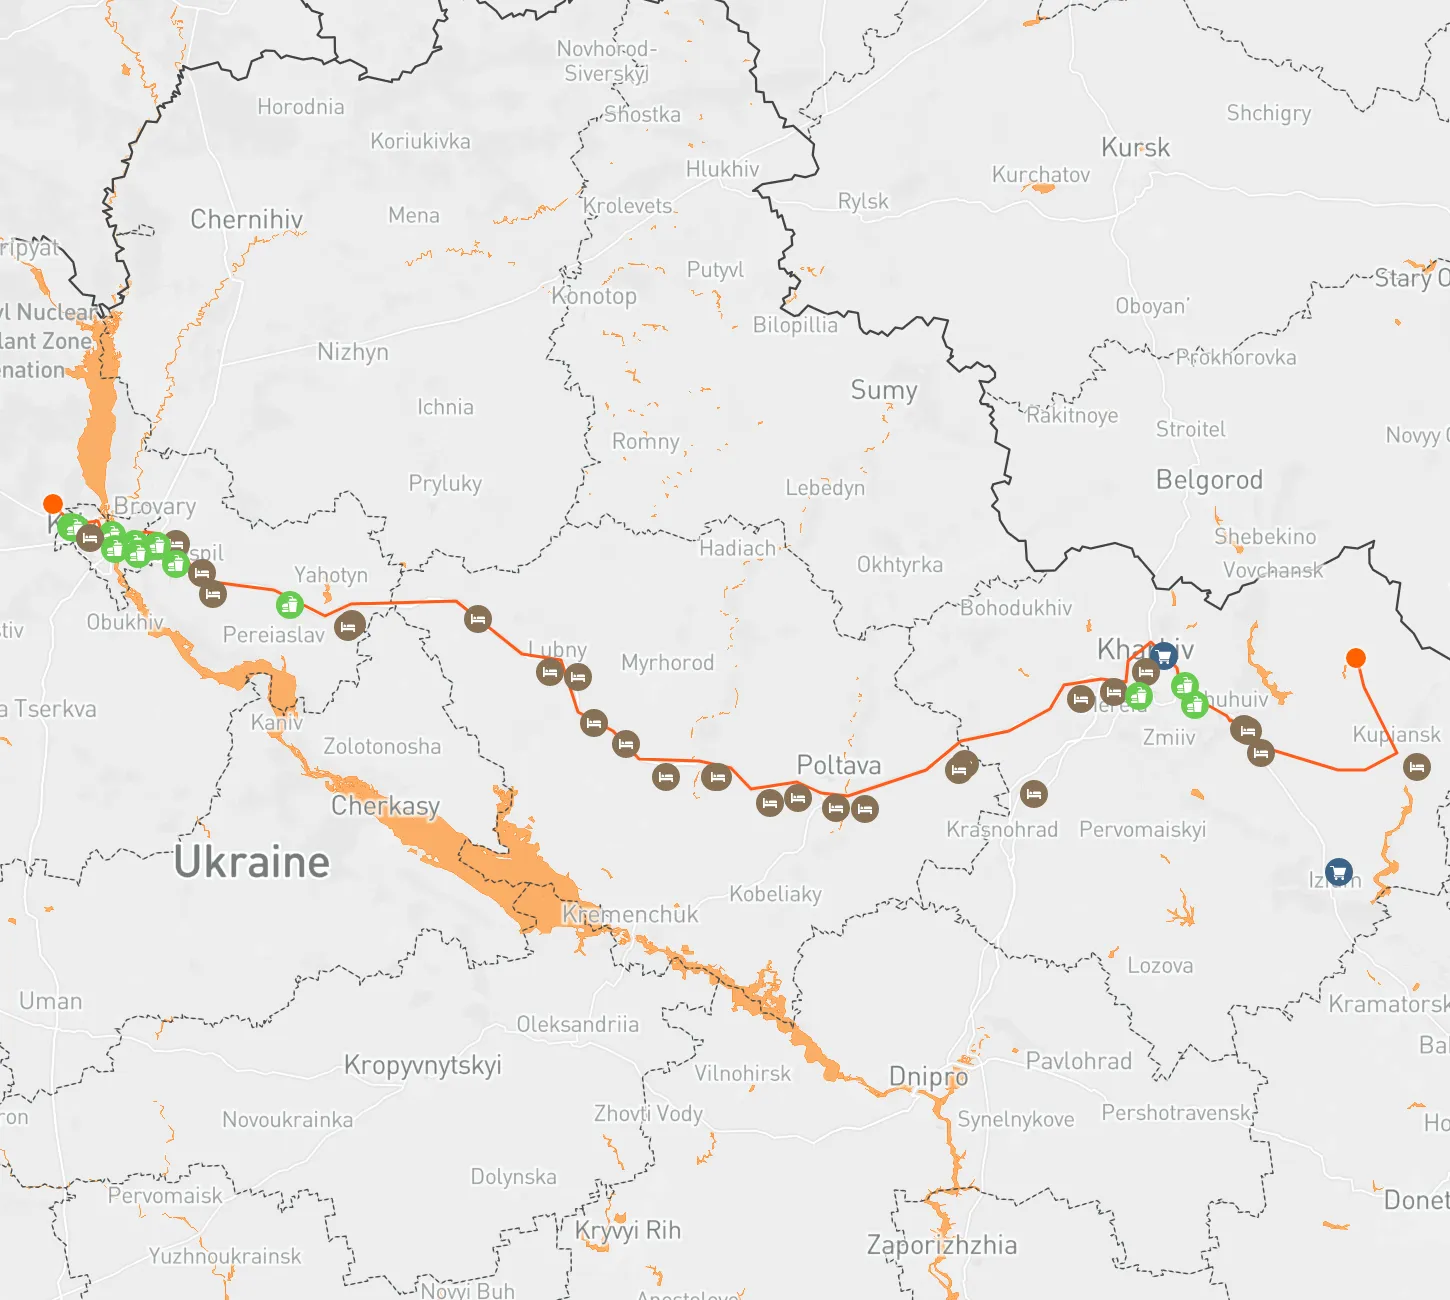 Novhorod-
Siverskyi
Horodnia
Shostka
Shchigry
Koriukivka
Kursk
Hlukhiv
Kurchatov
Krolevets
Rylsk
Mena
Chernihiv
Putyvl
Stary O
Konotop
Oboyan'
yl Nuclear
lant Zone
enation
Bilopillia
Nizhyn
Prokhorovka
Sumy
Ichnia
Rakitnoye
Stroitel
Novyy
Romny
Pryluky
Lebedyn
Belgorod
Brovary
K
Shebekino
spil
Hadiach
Okhtyrka
Vovchansk
Yahotyn
Bohodukhiv
Obukhiv
Pereiaslav
stiv
Lubny
Myrhorod
Kha iv
huhuiv
a Tserkva
Kaniv
Zmiiv
Kupiansk
Zolotonosha
Poltava
Cherkasy
Krasnohrad
Pervomaiskyi
Ukraine
Izium
Kobeliaky
Kremenchuk
Lozova
Uman
Kramatorsk
Oleksandriia
Ba
Kropyvnytskyi
Vilnohirsk
Dnipro
Pavlohrad
ron
Novoukrainka
Zhovti Vody
Synelnykove
Pershotravensk
Ho
Dolynska
Pervomaisk
Donet
Kryvyi Rih
Zaporizhzhia
Yuzhnoukrainsk
Novyi Buh
Apostolove